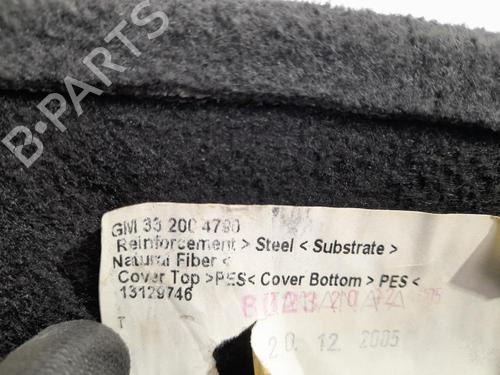 B-PARTS
GM 33 200 4790
Reinforcement > Steel < Substrate >
Natural Fiber <
Cover Top >PES< Cover Bottom > PES <
13129746
T
20.12.2005